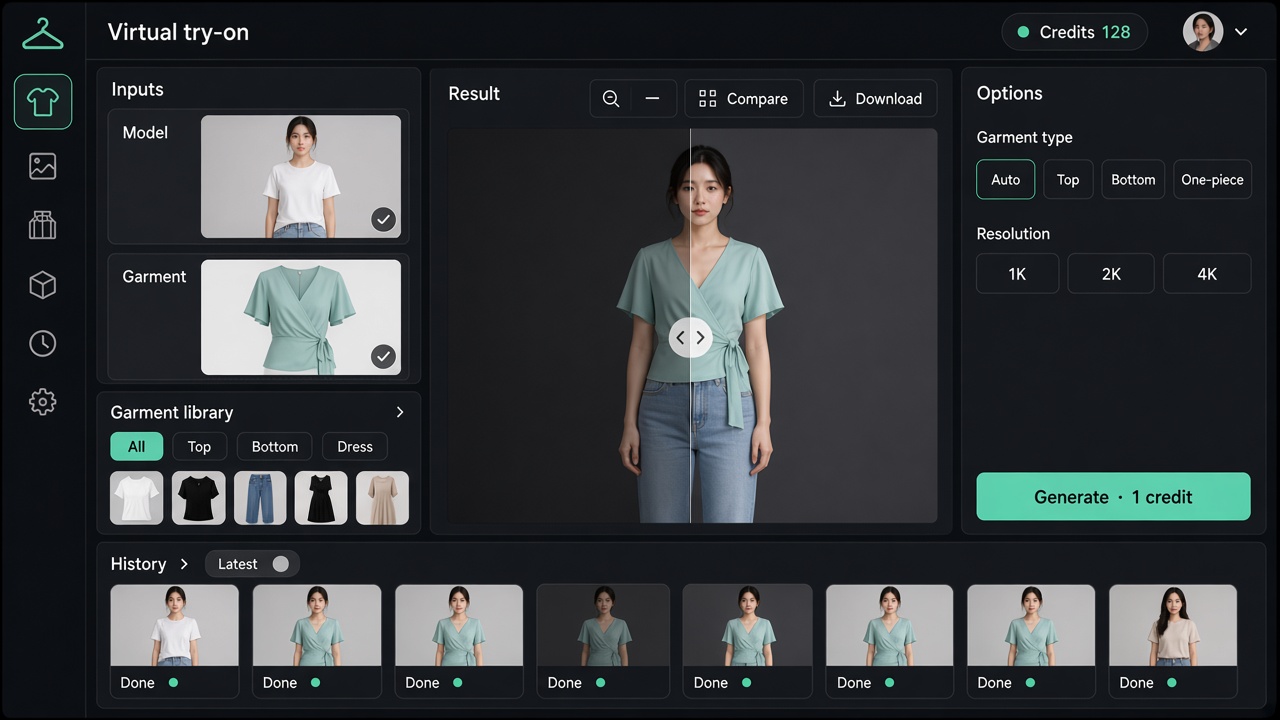 Virtual try-on
Credits 128
Inputs
Model
Garment
Garment library
All
Top
Bottom
Dress
Result
Compare
Download
Options
Garment type
Auto
Top
Bottom
One-piece
Resolution
1K
2K
4K
Generate · 1 credit
History
Latest
Done
Done
Done
Done
Done
Done
Done
Done